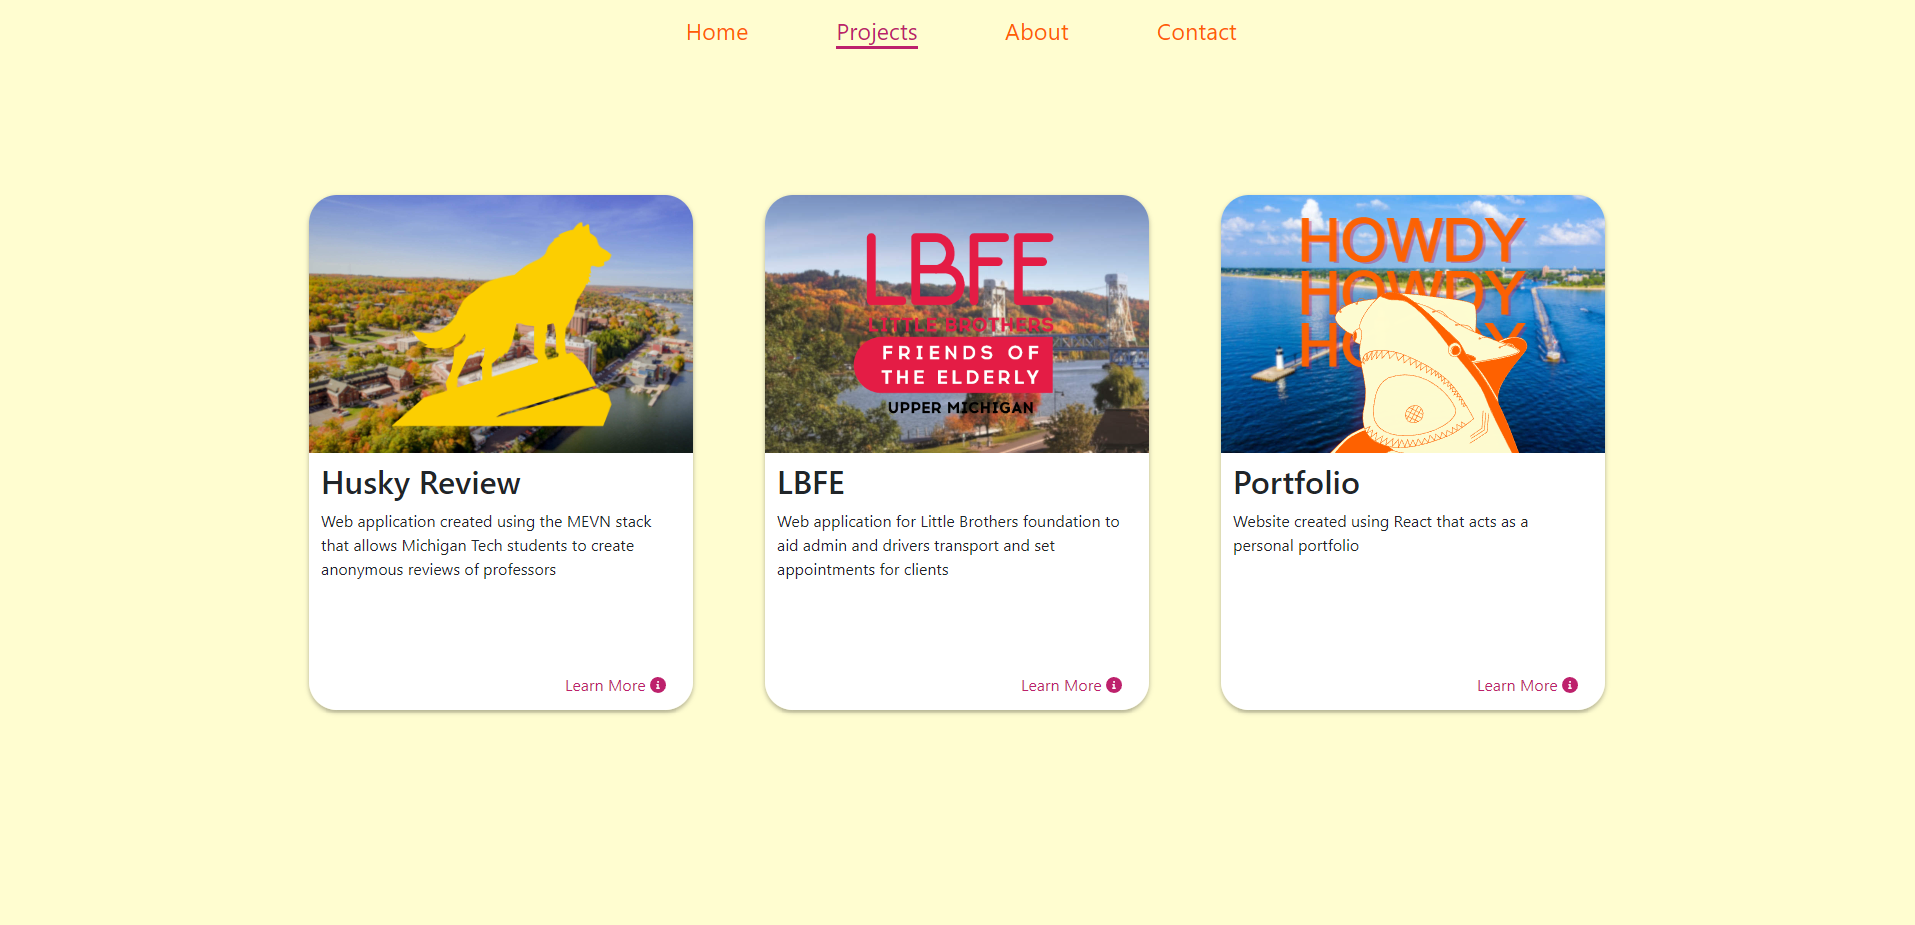 Home Projects About Contact
LBFE
LITTLE BROTHERS
FRIENDS OF
THE ELDERLY
UPPER MICHIGAN
HOWDY
HOWDY
HOWDY
Husky Review
Web application created using the MEVN stack
that allows Michigan Tech students to create
anonymous reviews of professors
Learn More
LBFE
Web application for Little Brothers foundation to
aid admin and drivers transport and set
appointments for clients
Learn More
Portfolio
Website created using React that acts as a
personal portfolio
Learn More